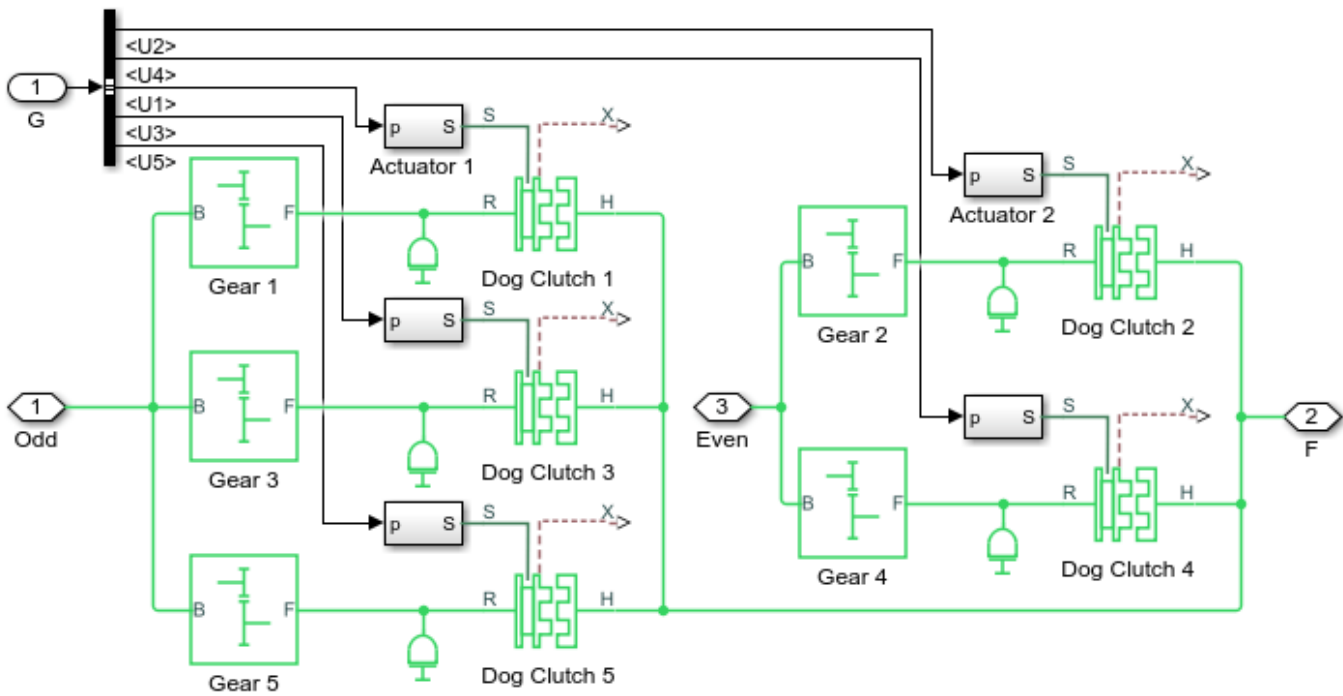 <U2>
<U4>
1
G
<U1>
<U3>
<U5>
p S
Actuator 1
S X
B F
Gear 1
R H
Dog Clutch 1
p S
Actuator 2
S X
B F
Gear 2
R H
Dog Clutch 2
p S
S X
1
Odd
B F
Gear 3
R H
Dog Clutch 3
3
Even
p S
S X
2
F
B F
Gear 4
R H
Dog Clutch 4
p S
S X
B F
Gear 5
R H
Dog Clutch 5